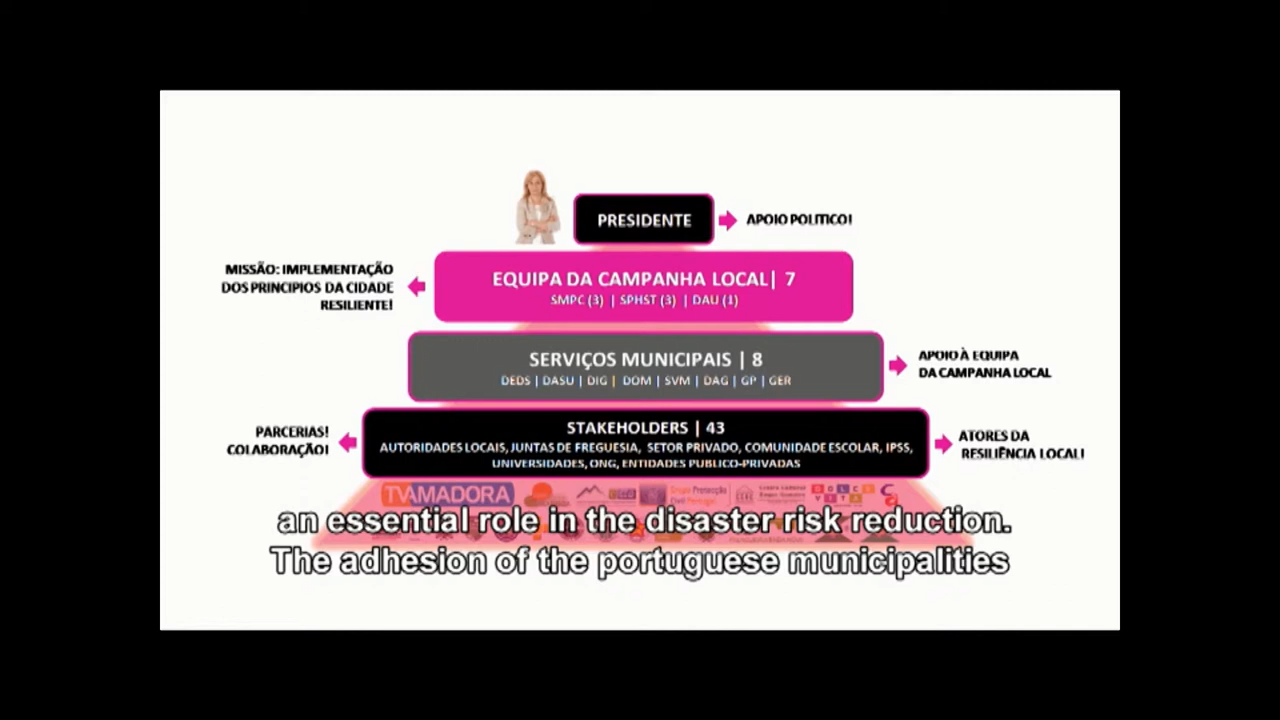 PRESIDENTE
APOIO POLITICO!
MISSÃO: IMPLEMENTAÇÃO
DOS PRINCIPIOS DA CIDADE
RESILIENTE!
EQUIPA DA CAMPANHA LOCAL| 7
SMPC (3) | SPHST (3) | DAU (1)
SERVIÇOS MUNICIPAIS | 8
DEDS | DASU | DIG | DOM | SVM | DAG | GP | GER
APOIO À EQUIPA
DA CAMPANHA LOCAL
PARCERIAS!
COLABORAÇÃO!
STAKEHOLDERS | 43
AUTORIDADES LOCAIS, JUNTAS DE FREGUESIA, SETOR PRIVADO, COMUNIDADE ESCOLAR, IPSS,
UNIVERSIDADES, ONG, ENTIDADES PUBLICO-PRIVADAS
ATORES DA
RESILIÊNCIA LOCAL!
TVAMADORA
an essential role in the disaster risk reduction.
The adhesion of the portuguese municipalities